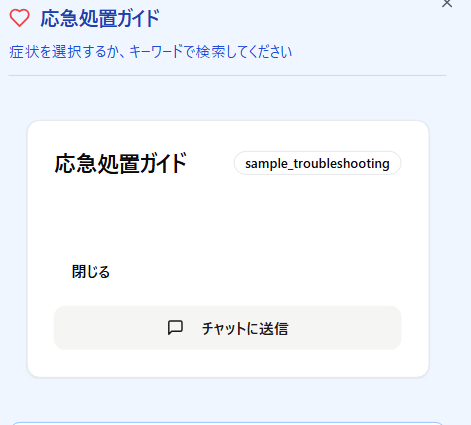 応急処置ガイド
症状を選択するか、キーワードで検索してください
応急処置ガイド
sample_troubleshooting
閉じる
チャットに送信